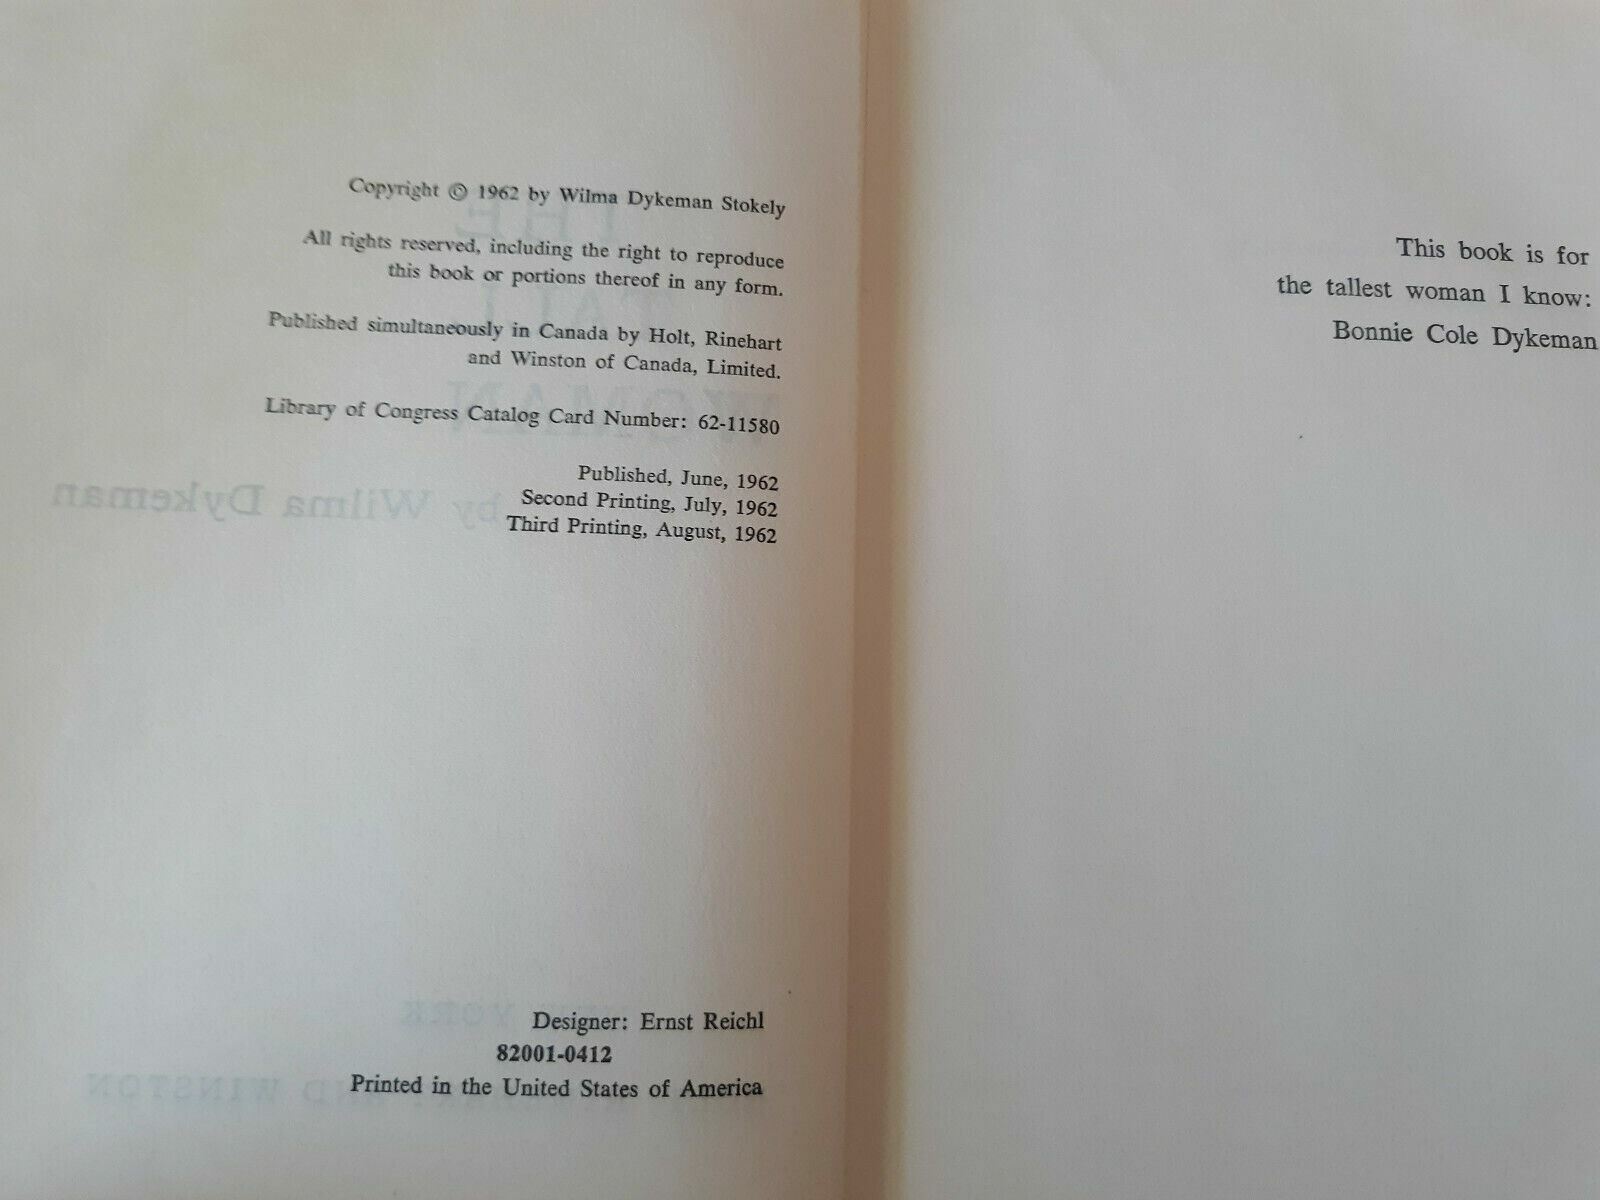 Copyright © 1962 by Wilma Dykeman Stokely
All rights reserved, including the right to reproduce
this book or portions thereof in any form.
Published simultaneously in Canada by Holt, Rinehart
and Winston of Canada, Limited.
Library of Congress Catalog Card Number: 62-11580
Published, June, 1962
Second Printing, July, 1962
Third Printing, August, 1962
by Wilma Dykeman
Designer: Ernst Reichl
82001-0412
Printed in the United States of America
This book is for
the tallest woman I know:
Bonnie Cole Dykeman